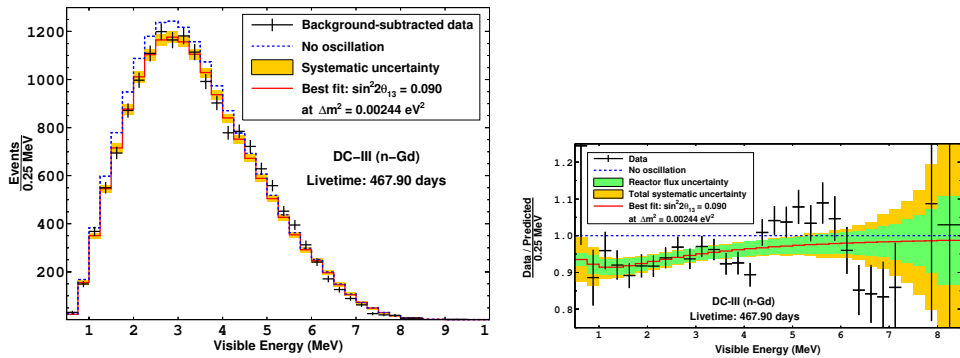 Background-subtracted data
No oscillation
Systematic uncertainty
Best fit: sin²2θ₁₃ = 0.090
at Δm² = 0.00244 eV²
DC-III (n-Gd)
Livetime: 467.90 days
Events
0.25 MeV
1200
1000
800
600
400
200
1 2 3 4 5 6 7 8 9 1
Visible Energy (MeV)
Data
No oscillation
Reactor flux uncertainty
Total systematic uncertainty
Best fit: sin²2θ₁₃ = 0.090
at Δm² = 0.00244 eV²
DC-III (n-Gd)
Livetime: 467.90 days
Data / Predicted
0.25 MeV
1.2
1.1
1.0
0.9
0.8
1 2 3 4 5 6 7 8
Visible Energy (MeV)